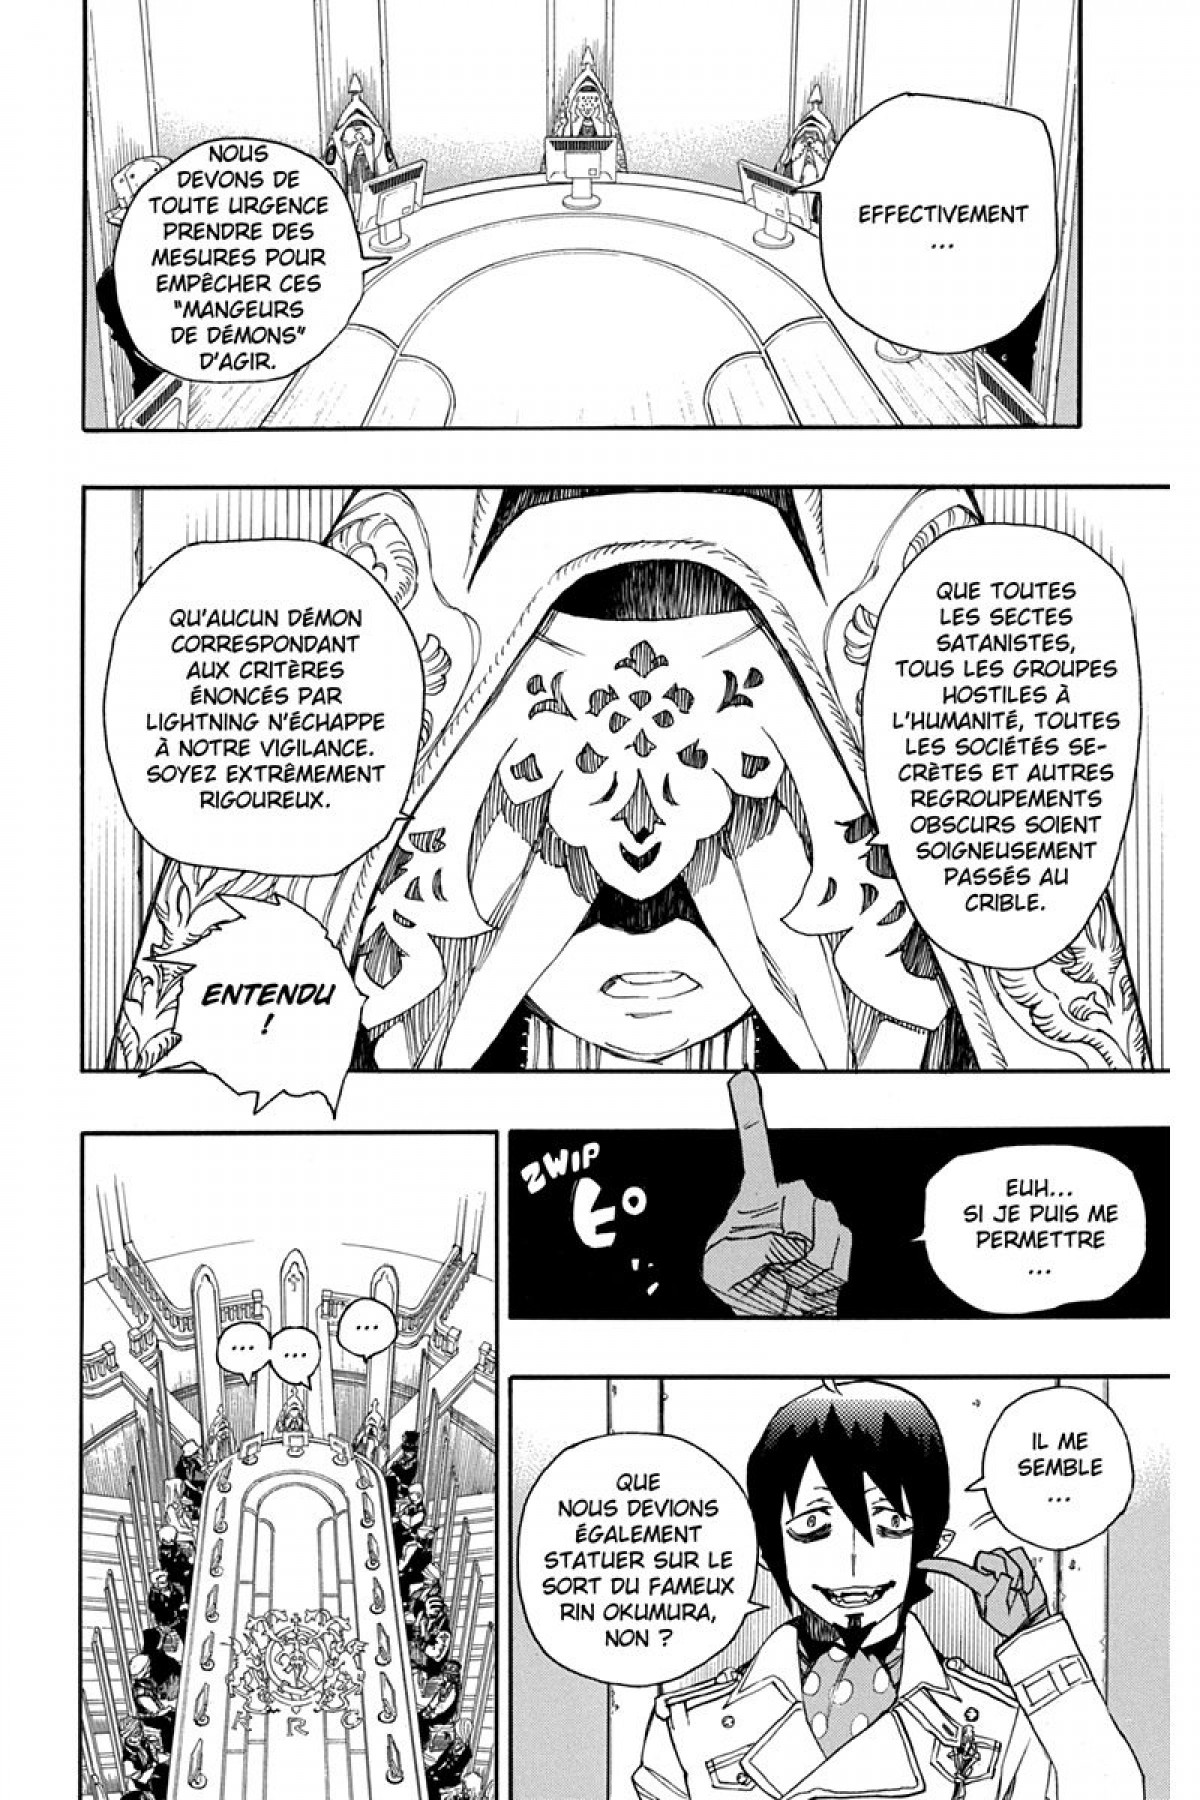 EFFECTIVEMENT
...
NOUS
DEVONS DE
TOUTE URGENCE
PRENDRE DES
MESURES POUR
EMPÊCHER CES
“MANGEURS
DE DÉMONS”
D'AGIR.
QUE TOUTES
LES SECTES
SATANISTES,
TOUS LES GROUPES
HOSTILES À
L'HUMANITÉ, TOUTES
LES SOCIÉTÉS SE-
CRÈTES ET AUTRES
REGROUPEMENTS
OBSCURS SOIENT
SOIGNEUSEMENT
PASSÉS AU
CRIBLE.
QU'AUCUN DÉMON
CORRESPONDANT
AUX CRITÈRES
ÉNONCÉS PAR
LIGHTNING N'ÉCHAPPE
À NOTRE VIGILANCE.
SOYEZ EXTRÊMEMENT
RIGOUREUX.
ENTENDU
!
EUH...
SI JE PUIS ME
PERMETTRE
...
ZWIP
ピ
IL ME
SEMBLE
...
QUE
NOUS DEVIONS
ÉGALEMENT
STATUER SUR LE
SORT DU FAMEUX
RIN OKUMURA,
NON ?
...
...
...